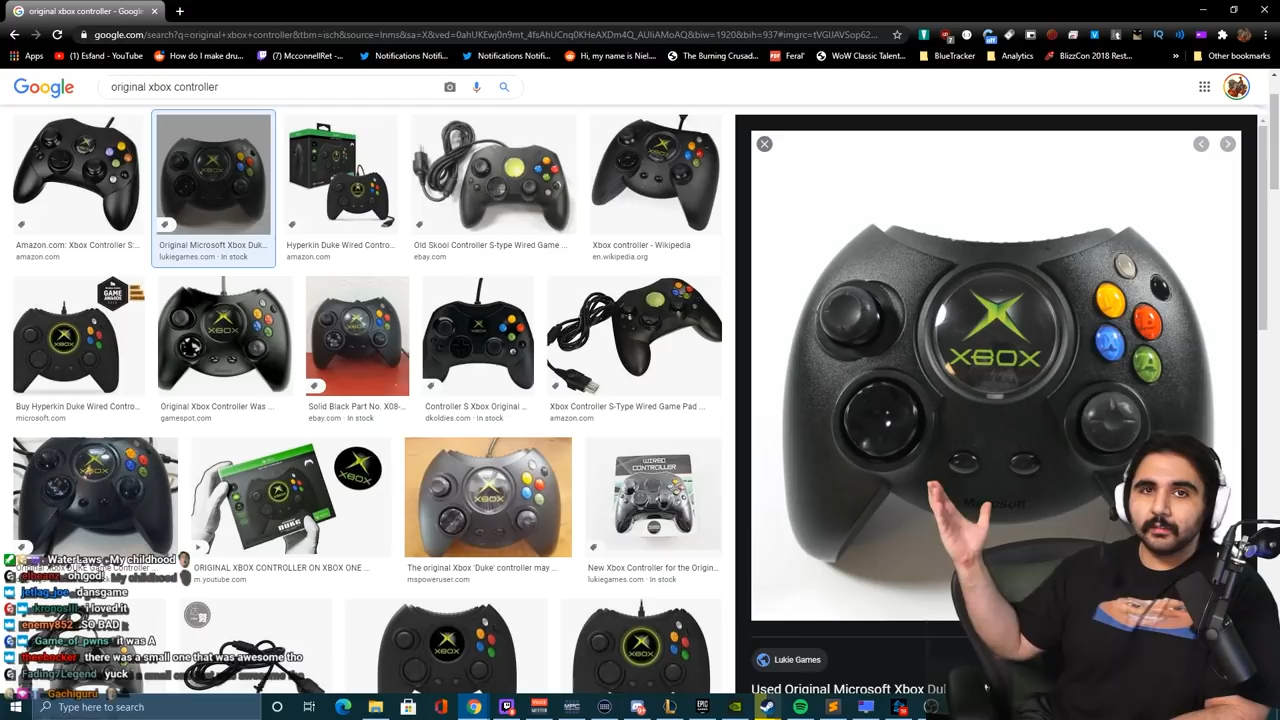 original xbox controller - Google
google.com/search?q=original+xbox+controller&tbm=isch&source=lnms&sa=X&ved=0ahUKEwj0n9mt_4fsAhUCnq0KHeAXDm4Q_AUIAMoAQ&biw=1920&bih=937#imgrc=tVGIJAVSop62...
Apps
Esfand - YouTube
How do I make dru...
McconnellRet -...
Notifications Notifi...
Notifications Notifi...
Hi, my name is Niel...
The Burning Crusad...
Feral'
WoW Classic Talent...
BlueTracker
Analytics
BlizzCon 2018 Rest...
»
Other bookmarks
Google
original xbox controller
Amazon.com: Xbox Controller S:...
amazon.com
Original Microsoft Xbox Duk...
lukiegames.com · In stock
Hyperkin Duke Wired Contro...
amazon.com
Old Skool Controller S-type Wired Game ...
ebay.com
Xbox controller - Wikipedia
en.wikipedia.org
GAME
AWARDS
Buy Hyperkin Duke Wired Contro...
microsoft.com
Original Xbox Controller Was ...
gamespot.com
Solid Black Part No. X08-...
ebay.com · In stock
Controller S Xbox Original ...
dkoldies.com · In stock
Xbox Controller S-Type Wired Game Pad ...
amazon.com
XBOX
Microsoft
DUKE
XBOX
WIRED
CONTROLLER
ORIGINAL XBOX CONTROLLER ON XBOX ONE ...
m.youtube.com
The original Xbox 'Duke' controller may ...
mspoweruser.com
New Xbox Controller for the Origin...
lukiegames.com · In stock
WaterLaws My childhood
oh god!
jetlag_joe: dansgame
i loved it
enemy852 SO BAD
Game_of_pwns it was A
theebocker: there was a small one that was awesome tho
Fading7Legend yuck
Gachiguru
Lukie Games
Used Original Microsoft Xbox Du
Type here to search